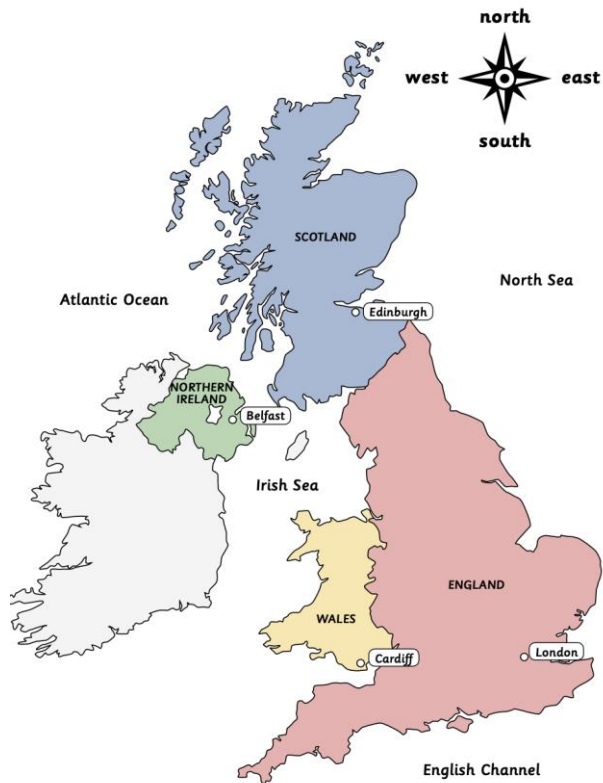 north
west east
south
SCOTLAND
North Sea
Atlantic Ocean
Edinburgh
NORTHERN
IRELAND
Belfast
Irish Sea
ENGLAND
WALES
London
Cardiff
English Channel